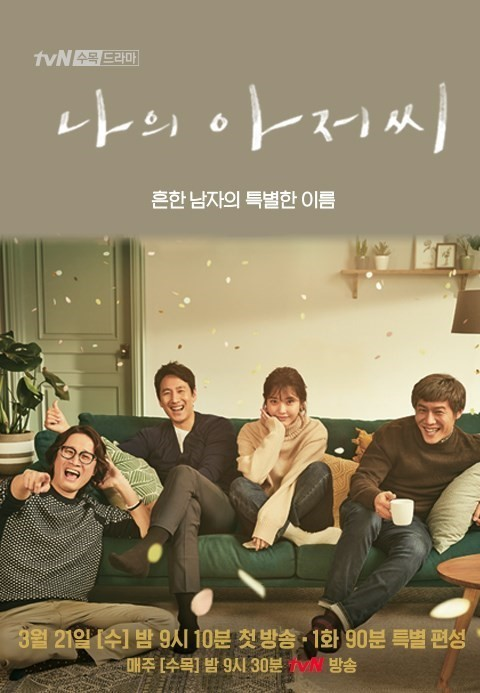 tvN 수목 드라마
나의 아저씨
흔한 남자의 특별한 이름
3월 21일 [수] 밤 9시 10분 첫 방송 · 1화 90분 특별 편성
매주 [수목] 밤 9시 30분 tvN 방송